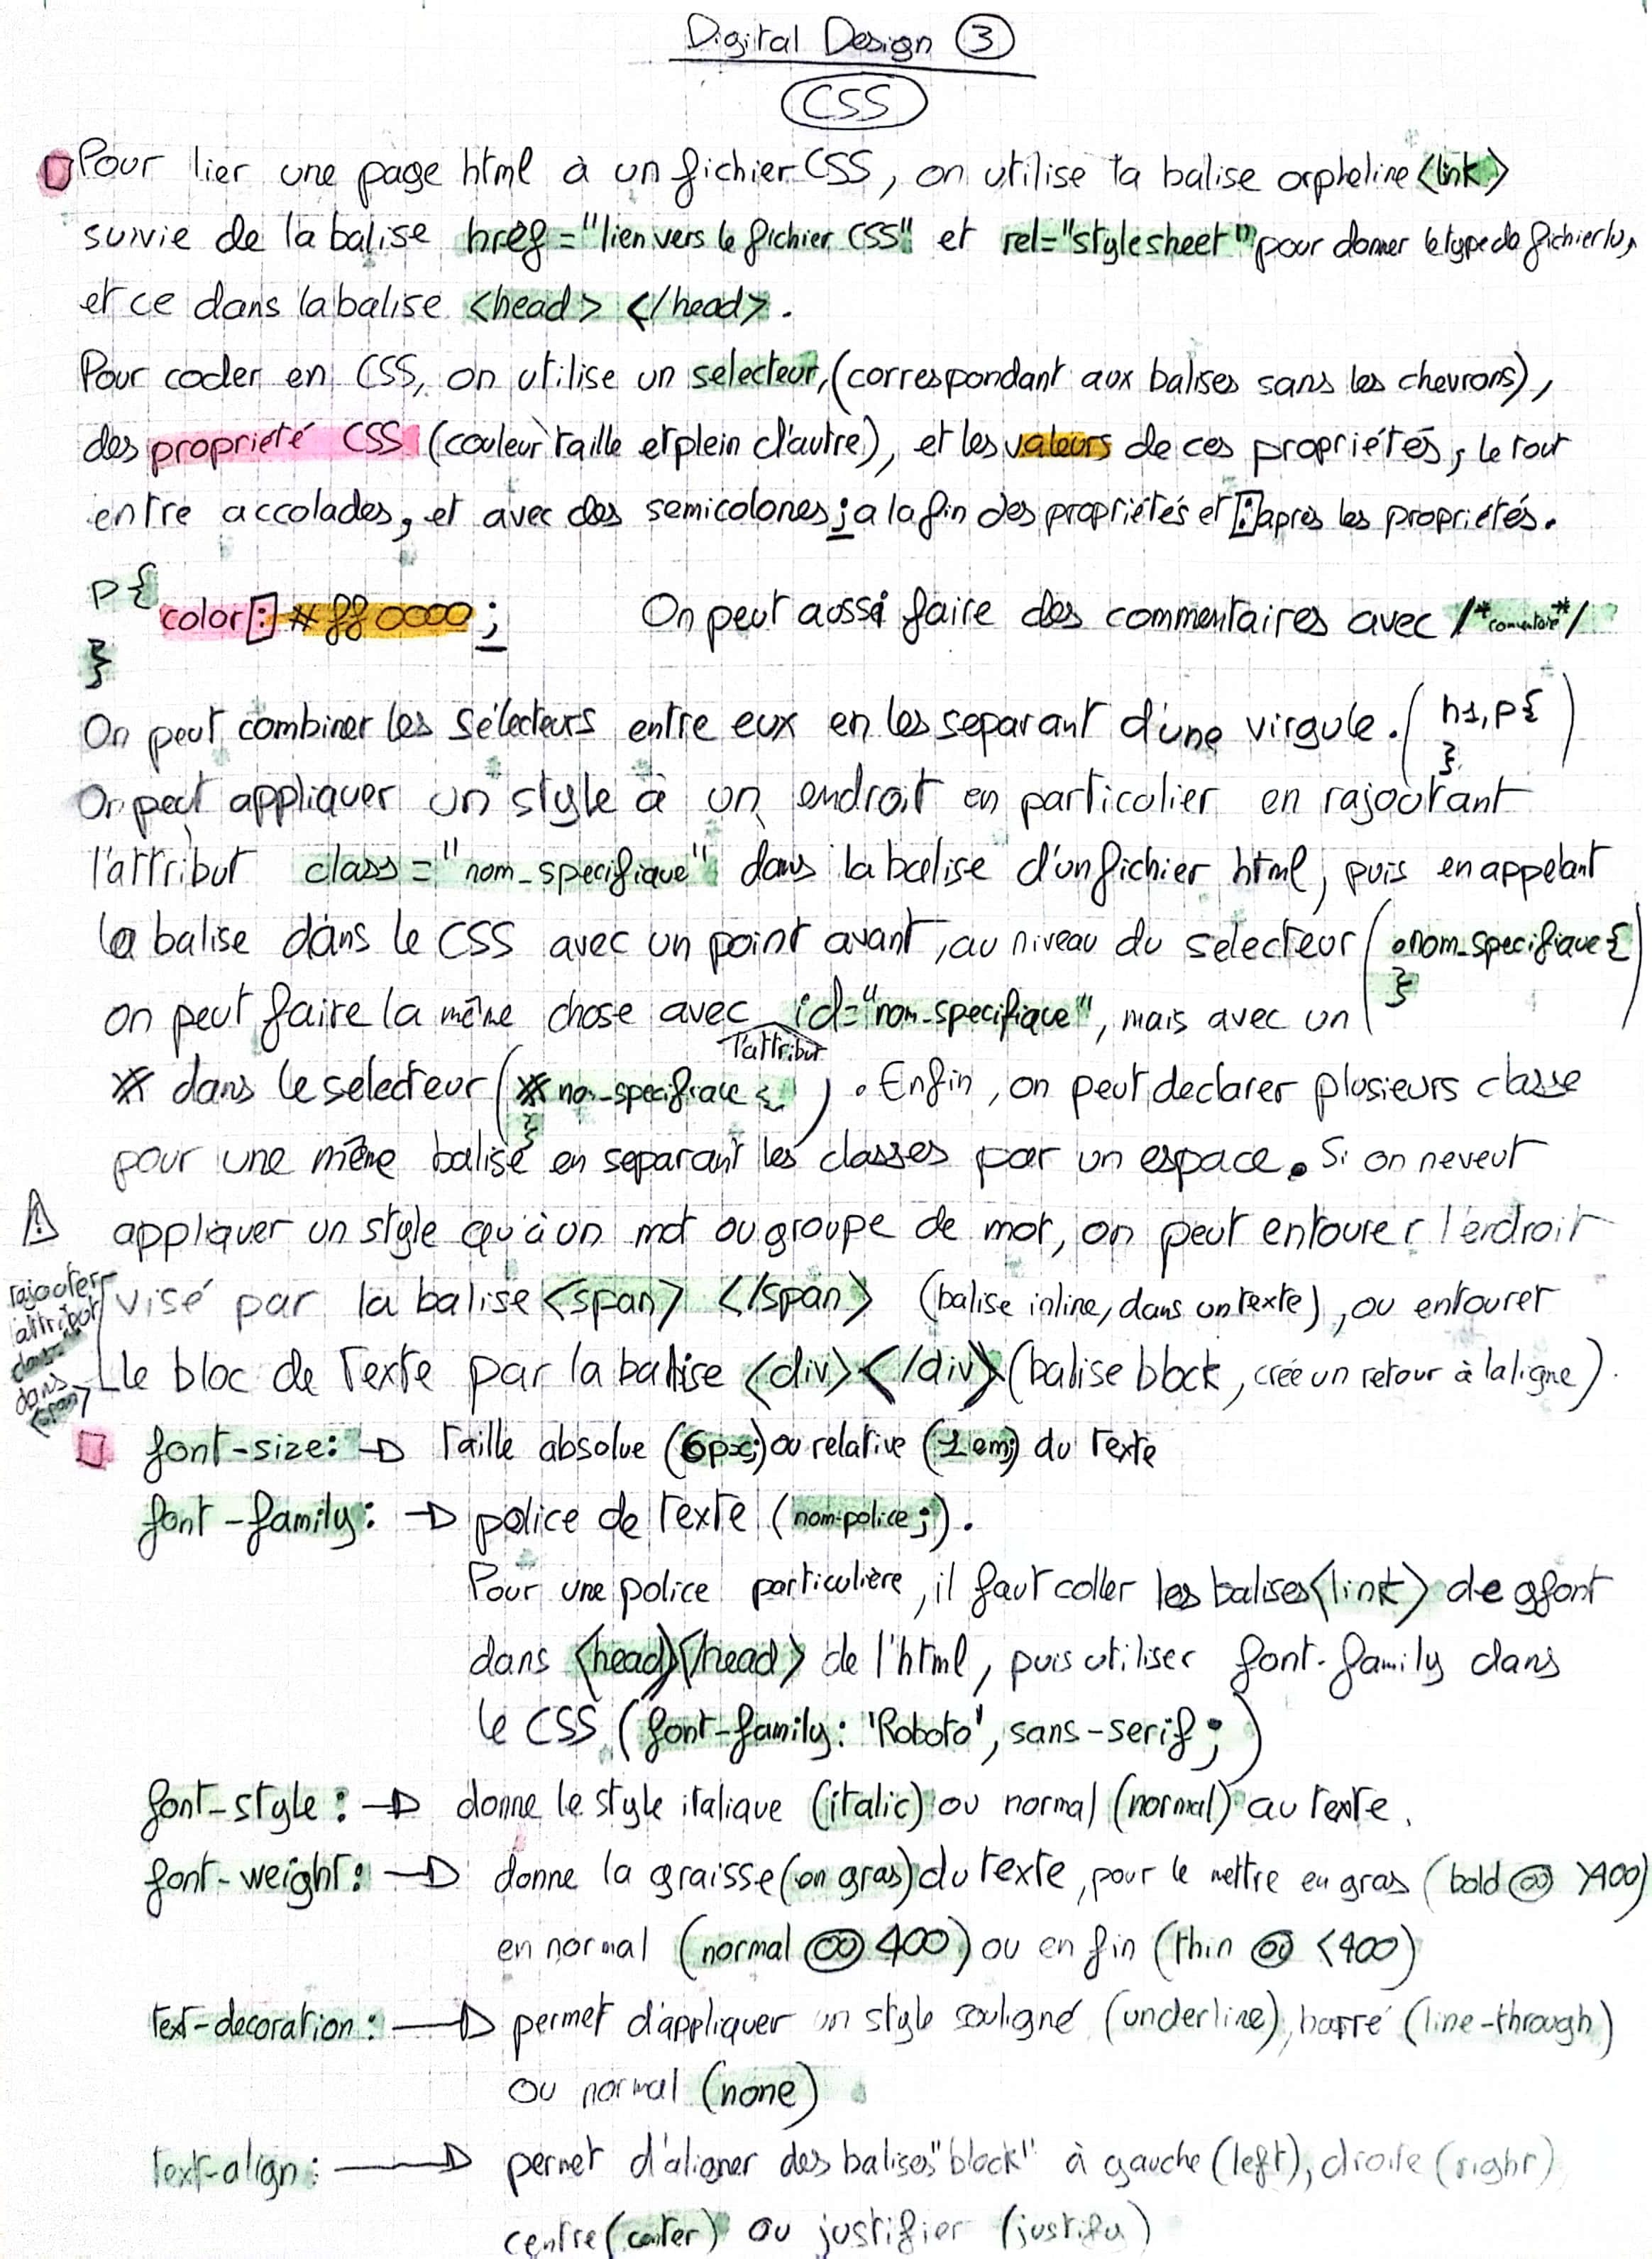 Digital Design ③
CSS
Pour lier une page html à un fichier CSS, on utilise la balise orpheline <link>
suivie de la balise href="lien vers le fichier CSS" et rel="stylesheet" pour donner le type de fichier lu,
et ce dans la balise <head> </head>.
Pour coder en CSS, on utilise un selecteur, (correspondant aux balises sans les chevrons),
des propriété CSS (couleur taille et plein d'autre), et les valeurs de ces propriétés, le tout
entre accolades, et avec des semicolones ; a la fin des propriétés et : après les propriétés.
p{
color : #ff0000 ; On peut aussi faire des commentaires avec /* commentaire */
}
On peut combiner les sélecteurs entre eux en les separant d'une virgule. ( h1, p{
} )
On peut appliquer un style à un endroit en particulier en rajoutant
l'attribut class="nom_specifique" dans la balise d'un fichier html, puis en appelant
la balise dans le CSS avec un point avant, au niveau du selecteur ( .nom_specifique {
} )
on peut faire la même chose avec l'attribut id="nom_specifique", mais avec un
# dans le selecteur ( # nom_specifique {
} ). Enfin, on peut declarer plusieurs classe
pour une même balise en separant les classes par un espace. Si on ne veut
⚠ appliquer un style qu'à un mot ou groupe de mot, on peut entourer l'endroit
visé par la balise <span> </span> (balise inline, dans un texte), ou entourer
le bloc de texte par la balise <div></div> (balise block, crée un retour à la ligne).
rajouter
l'attribut
dans
<span>
font-size: → taille absolue (6px;) ou relative (1em;) du texte
font-family: → police de texte (nom-police;).
Pour une police particulière, il faut coller les balises <link> de gfont
dans <head></head> de l'html, puis utiliser font-family dans
le CSS (font-family: 'Roboto', sans-serif;)
font-style: → donne le style italique (italic) ou normal (normal) au texte.
font-weight: → donne la graisse (en gras) du texte, pour le mettre en gras (bold ou >400)
en normal (normal ou 400) ou en fin (thin ou <400)
text-decoration: → permet d'appliquer un style souligné (underline), barré (line-through)
ou normal (none)
text-align: → permet d'aligner des balises "block" à gauche (left), droite (right)
centre (center) ou justifier (justify)